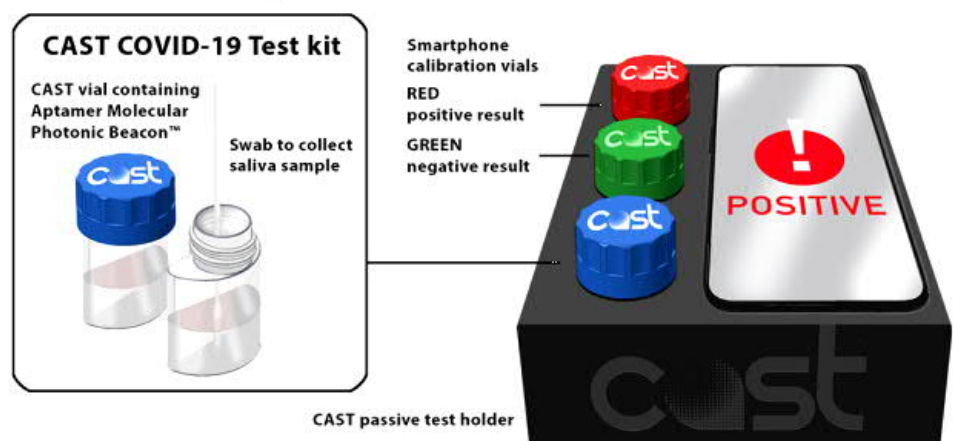 CAST COVID-19 Test kit
CAST vial containing
Aptamer Molecular
Photonic Beacon™
Swab to collect
saliva sample
cast
Smartphone
calibration vials
RED
positive result
GREEN
negative result
cast
cast
cast
!
POSITIVE
CAST passive test holder
cast